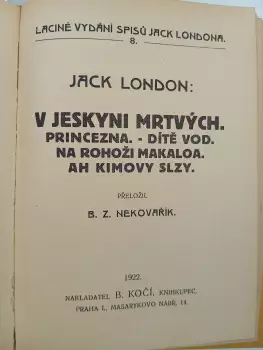 LACINÉ VYDÁNÍ SPISŮ JACK LONDONA.
8.
JACK LONDON:
V JESKYNI MRTVÝCH.
PRINCEZNA. - DÍTĚ VOD.
NA ROHOŽI MAKALOA.
AH KIMOVY SLZY.
PŘELOŽIL
B. Z. NEKOVAŘÍK.
1922.
NAKLADATEL B. KOČÍ, KNIHKUPEC,
PRAHA I., MASARYKOVO NÁBŘ. 14.